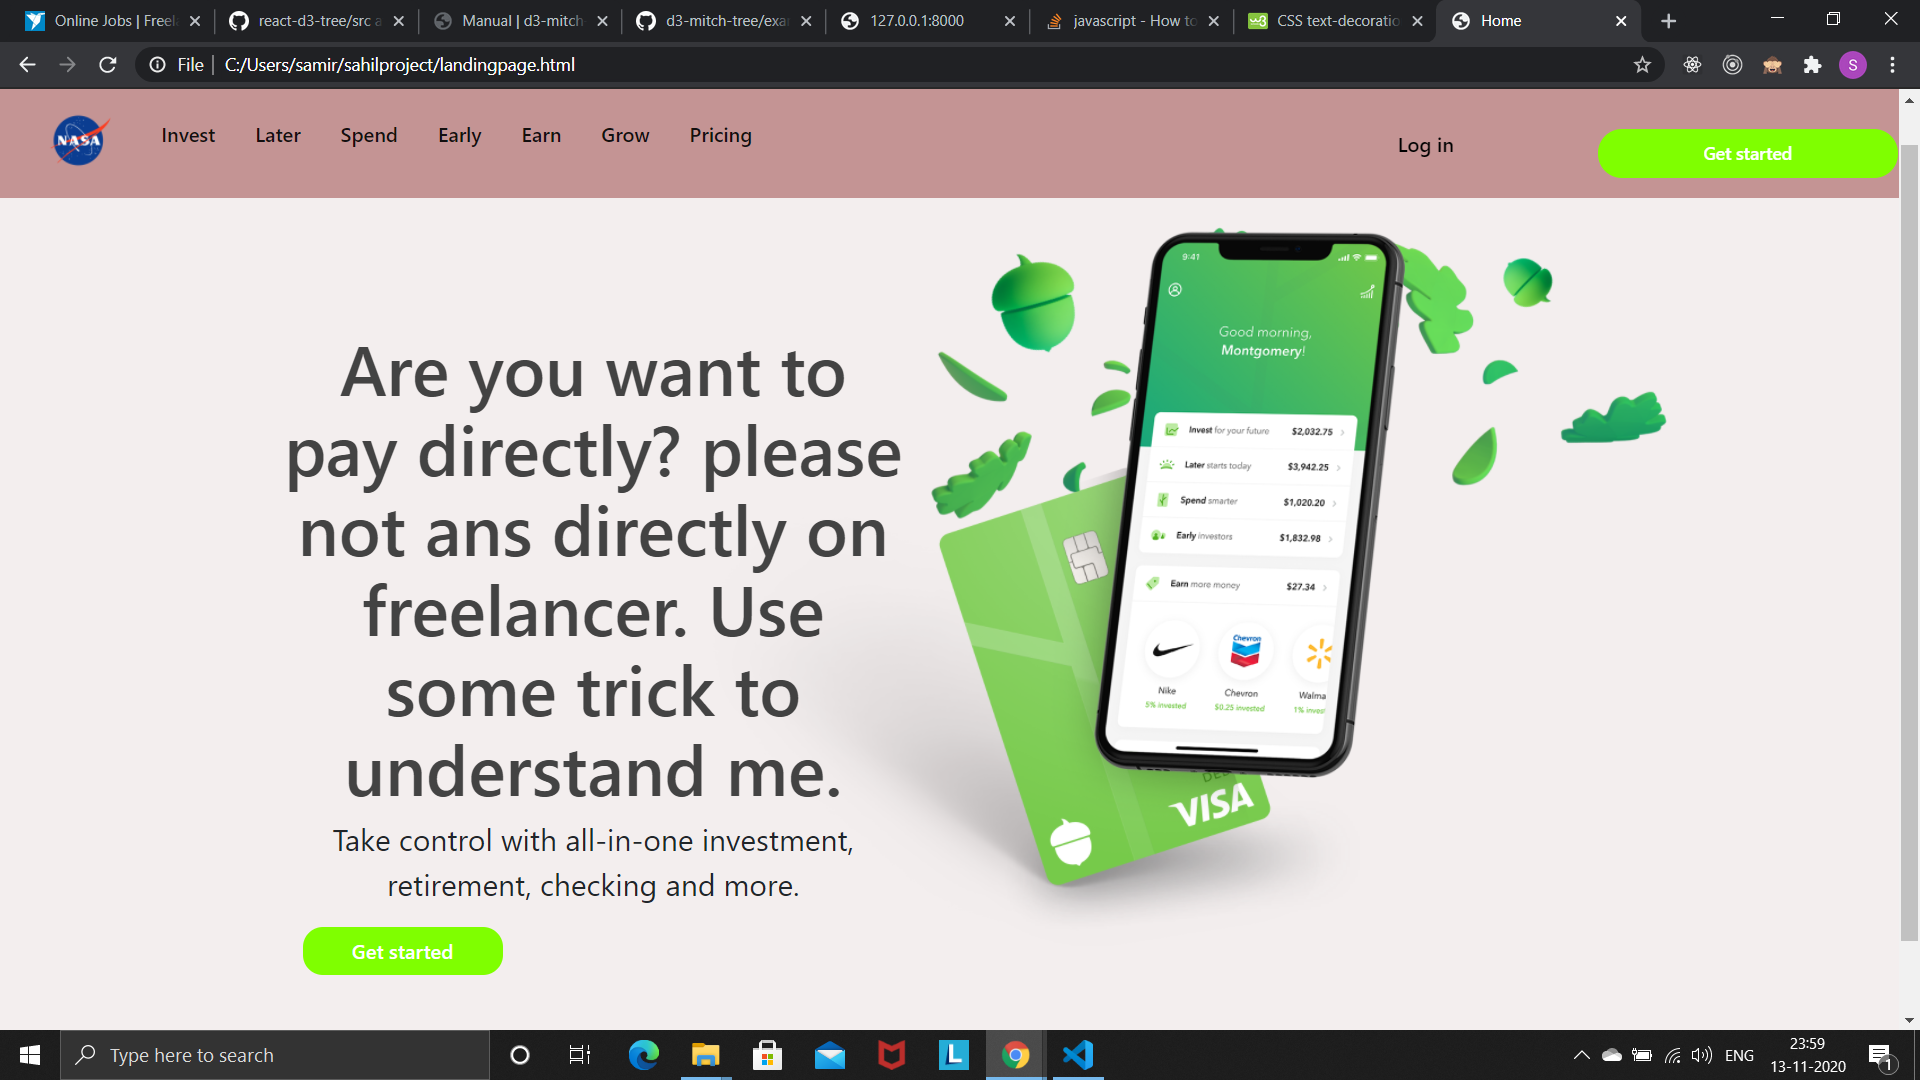 Online Jobs | Freel
react-d3-tree/src a
Manual | d3-mitch-
d3-mitch-tree/exa
127.0.0.1:8000
javascript - How to
CSS text-decoratio
Home
File | C:/Users/samir/sahilproject/landingpage.html
S
NASA
Invest Later Spend Early Earn Grow Pricing
Log in
Get started
Are you want to
pay directly? please
not ans directly on
freelancer. Use
some trick to
understand me.
Take control with all-in-one investment,
retirement, checking and more.
Get started
9:41
Good morning,
Montgomery!
Invest for your future $2,032.75
Later starts today $3,942.25
Spend smarter $1,020.20
Early investors $1,832.98
Earn more money $27.34
Chevron
Nike Chevron Walma
5% invested $0.25 invested 1% inves
VISA
Type here to search
L
ENG
23:59
13-11-2020
1